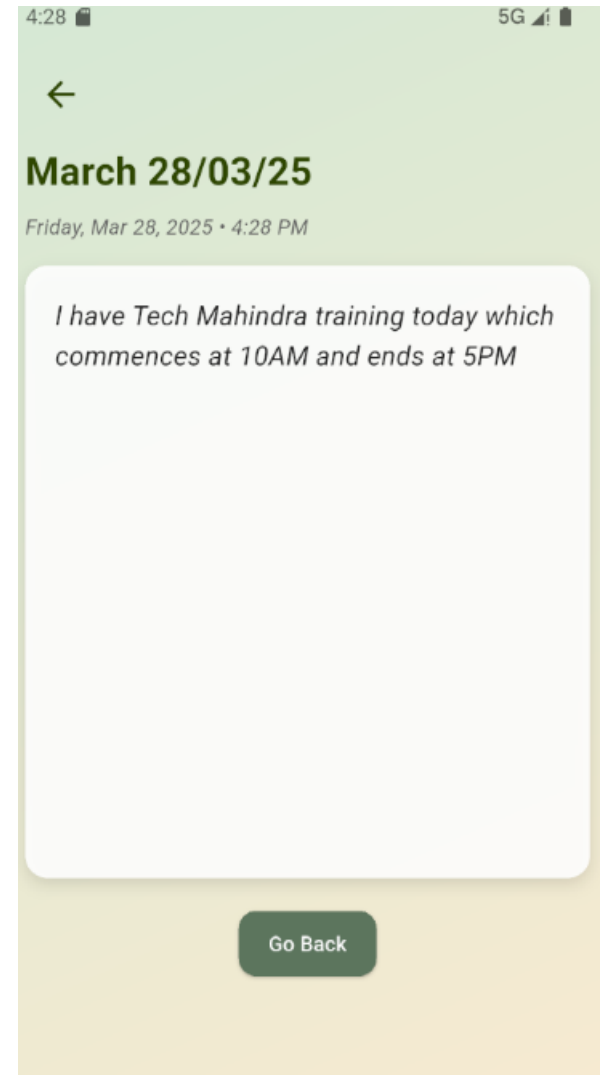 4:28
5G
March 28/03/25
Friday, Mar 28, 2025 • 4:28 PM
I have Tech Mahindra training today which
commences at 10AM and ends at 5PM
Go Back